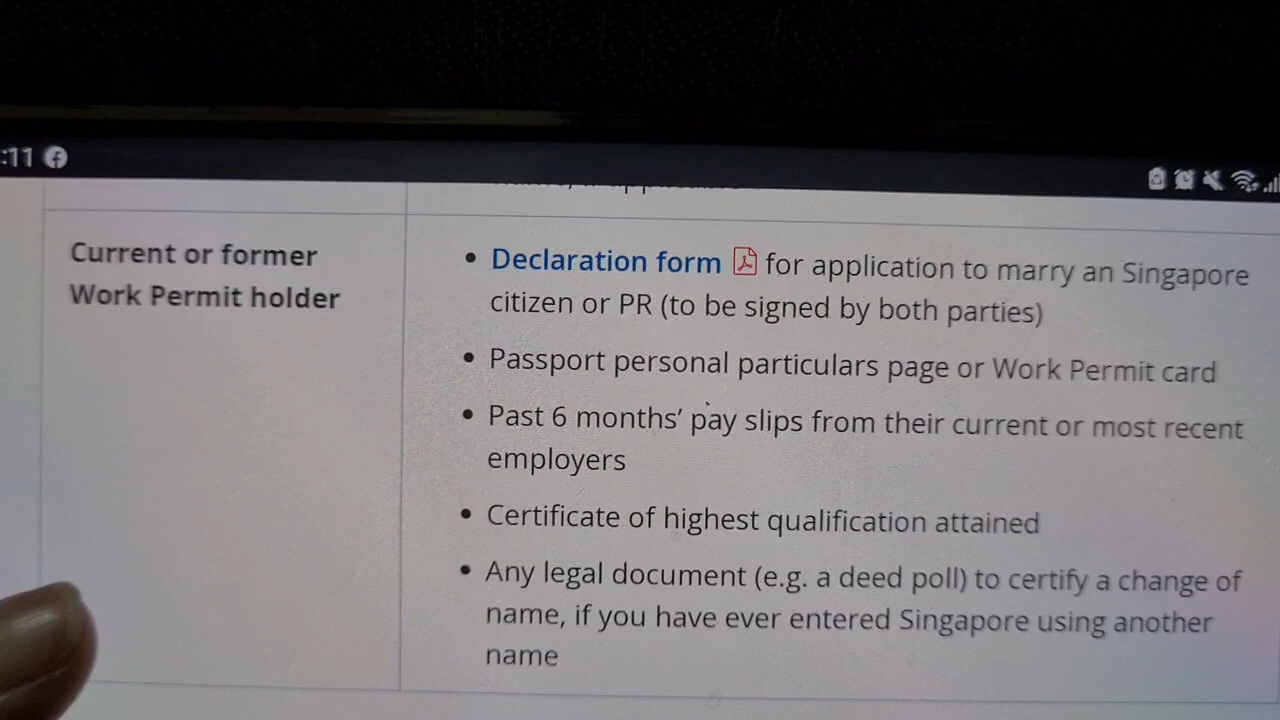 :11
Current or former
Work Permit holder
• Declaration form for application to marry an Singapore
citizen or PR (to be signed by both parties)
• Passport personal particulars page or Work Permit card
• Past 6 months’ pay slips from their current or most recent
employers
• Certificate of highest qualification attained
• Any legal document (e.g. a deed poll) to certify a change of
name, if you have ever entered Singapore using another
name